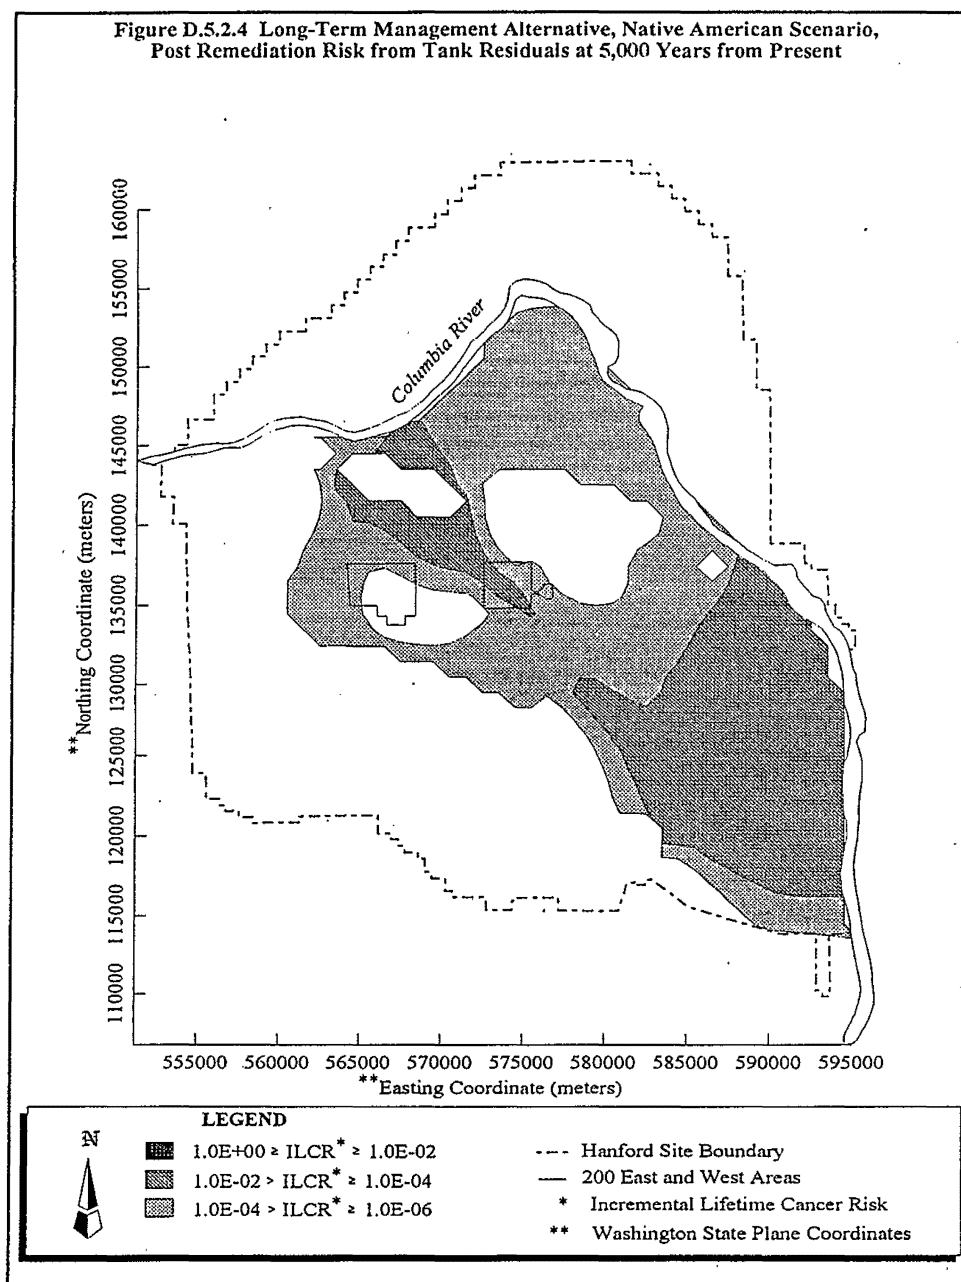 Figure D.5.2.4 Long-Term Management Alternative, Native American Scenario,
Post Remediation Risk from Tank Residuals at 5,000 Years from Present
**Northing Coordinate (meters)
160000
155000
150000
145000
140000
135000
130000
125000
120000
115000
110000
Columbia River
555000 560000 565000 570000 575000 580000 585000 590000 595000
**Easting Coordinate (meters)
LEGEND
N
1.0E+00 ≥ ILCR* ≥ 1.0E-02
1.0E-02 > ILCR* ≥ 1.0E-04
1.0E-04 > ILCR* ≥ 1.0E-06
Hanford Site Boundary
200 East and West Areas
* Incremental Lifetime Cancer Risk
** Washington State Plane Coordinates